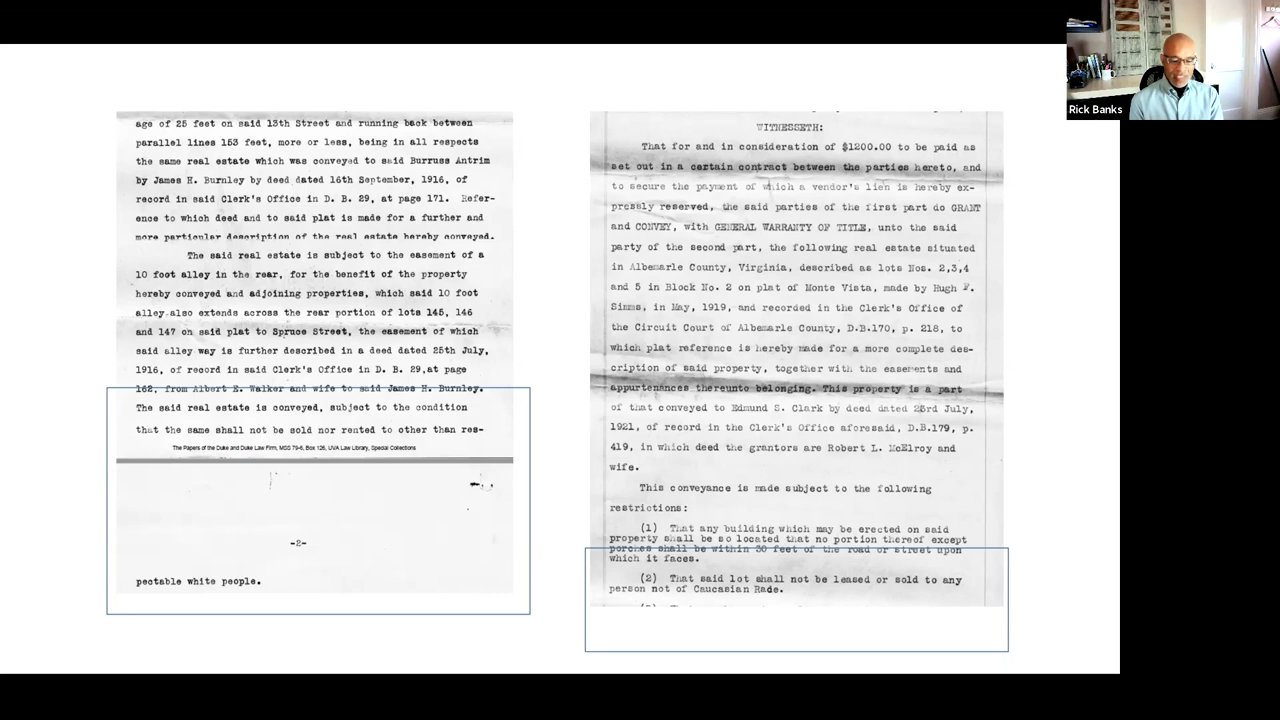 Rick Banks
age of 25 feet on said 13th Street and running back between
parallel lines 153 feet, more or less, being in all respects
the same real estate which was conveyed to said Burruss Antrim
by James H. Burnley by deed dated 16th September, 1916, of
record in said Clerk's Office in D. B. 29, at page 171. Refer-
ence to which deed and to said plat is made for a further and
more particular description of the real estate hereby conveyed.
The said real estate is subject to the easement of a
10 foot alley in the rear, for the benefit of the property
hereby conveyed and adjoining properties, which said 10 foot
alley also extends across the rear portion of lots 145, 146
and 147 on said plat to Spruce Street, the easement of which
said alley way is further described in a deed dated 25th July,
1916, of record in said Clerk's Office in D. B. 29,at page
162, from Albert E. Walker and wife to said James H. Burnley.
The said real estate is conveyed, subject to the condition
that the same shall not be sold nor rented to other than res-
The Papers of the Duke and Duke Law Firm, MSS 79-6, Box 126, UVA Law Library, Special Collections
-2-
pectable white people.
WITNESSETH:
That for and in consideration of $1200.00 to be paid as
set out in a certain contract between the parties hereto, and
to secure the payment of which a vendor's lien is hereby ex-
pressly reserved, the said parties of the first part do GRANT
and CONVEY, with GENERAL WARRANTY OF TITLE, unto the said
party of the second part, the following real estate situated
in Albemarle County, Virginia, described as lots Nos. 2,3,4
and 5 in Block No. 2 on plat of Monte Vista, made by Hugh F.
Simms, in May, 1919, and recorded in the Clerk's Office of
the Circuit Court of Albemarle County, D.B.170, p. 218, to
which plat reference is hereby made for a more complete des-
cription of said property, together with the easements and
appurtenances thereunto belonging. This property is a part
of that conveyed to Edmund S. Clark by deed dated 23rd July,
1921, of record in the Clerk's Office aforesaid, D.B.179, p.
419, in which deed the grantors are Robert L. McElroy and
wife.
This conveyance is made subject to the following
restrictions:
(1) That any building which may be erected on said
property shall be so located that no portion thereof except
porches shall be within 30 feet of the road or street upon
which it faces.
(2) That said lot shall not be leased or sold to any
person not of Caucasian Rade.